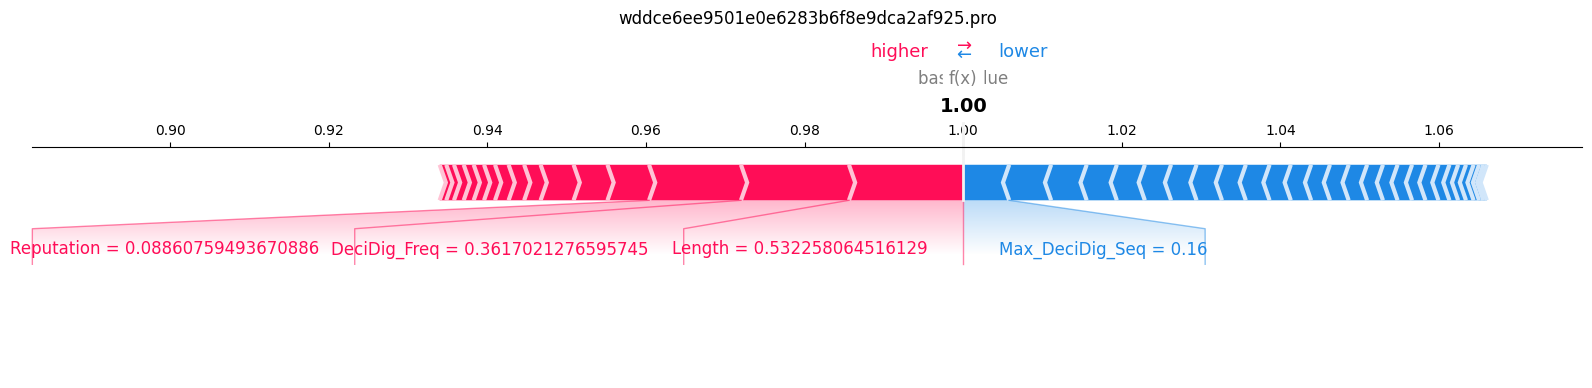 wddce6ee9501e0e6283b6f8e9dca2af925.pro
higher → ← lower
f(x)
1.00
0.90 0.92 0.94 0.96 0.98 1.00 1.02 1.04 1.06
Reputation = 0.08860759493670886 DeciDig_Freq = 0.3617021276595745 Length = 0.532258064516129 Max_DeciDig_Seq = 0.16